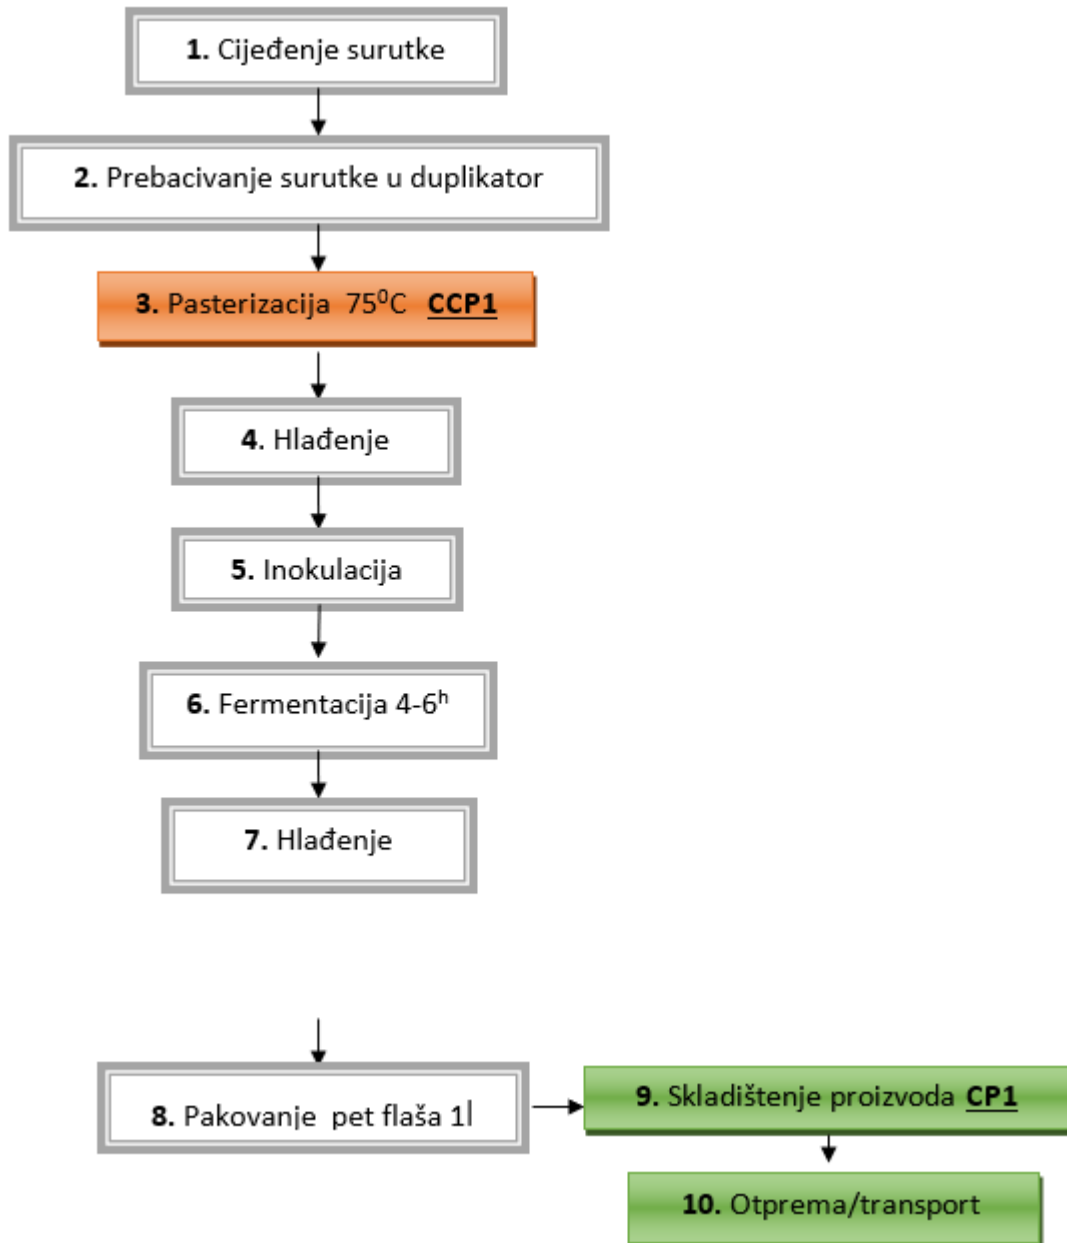 1. Cijeđenje surutke
2. Prebacivanje surutke u duplikator
3. Pasterizacija 75⁰C CCP1
4. Hlađenje
5. Inokulacija
6. Fermentacija 4-6ʰ
7. Hlađenje
8. Pakovanje pet flaša 1l
9. Skladištenje proizvoda CP1
10. Otprema/transport